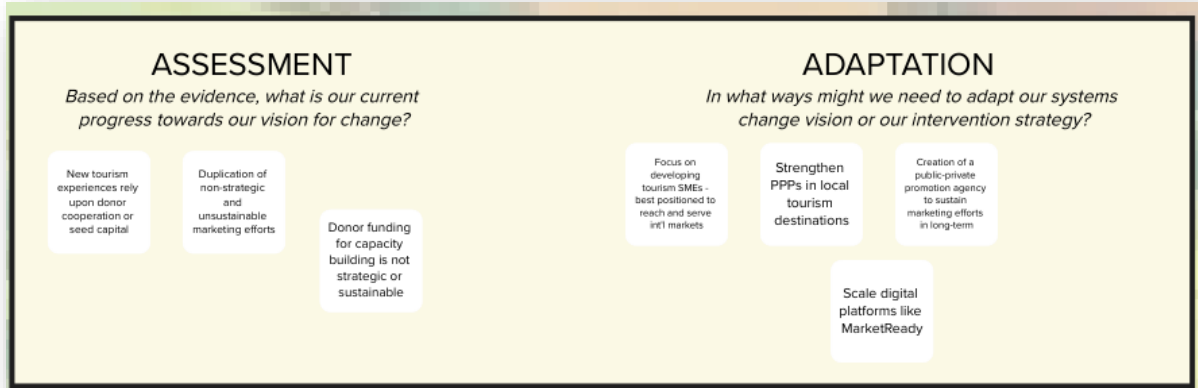 ASSESSMENT
Based on the evidence, what is our current
progress towards our vision for change?
New tourism
experiences rely
upon donor
cooperation or
seed capital
Duplication of
non-strategic
and
unsustainable
marketing efforts
Donor funding
for capacity
building is not
strategic or
sustainable
ADAPTATION
In what ways might we need to adapt our systems
change vision or our intervention strategy?
Focus on
developing
tourism SMEs -
best positioned to
reach and serve
int'l markets
Strengthen
PPPs in local
tourism
destinations
Creation of a
public-private
promotion agency
to sustain
marketing efforts
in long-term
Scale digital
platforms like
MarketReady